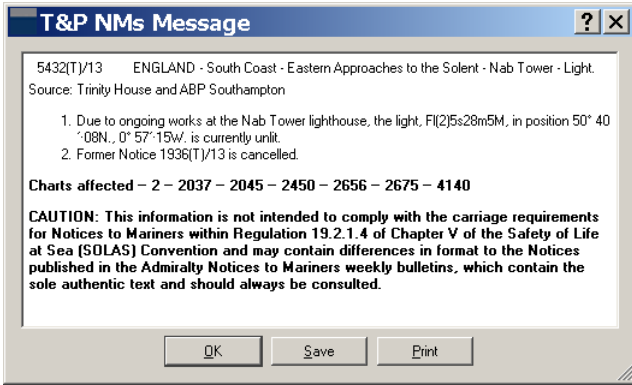 T&P NMs Message
5432(T)/13 ENGLAND - South Coast - Eastern Approaches to the Solent - Nab Tower - Light.
Source: Trinity House and ABP Southampton
1. Due to ongoing works at the Nab Tower lighthouse, the light, Fl(2)5s28m5M, in position 50° 40
´·08N., 0° 57´·15W. is currently unlit.
2. Former Notice 1936(T)/13 is cancelled.
Charts affected – 2 – 2037 – 2045 – 2450 – 2656 – 2675 – 4140
CAUTION: This information is not intended to comply with the carriage requirements
for Notices to Mariners within Regulation 19.2.1.4 of Chapter V of the Safety of Life
at Sea (SOLAS) Convention and may contain differences in format to the Notices
published in the Admiralty Notices to Mariners weekly bulletins, which contain the
sole authentic text and should always be consulted.
OK Save Print